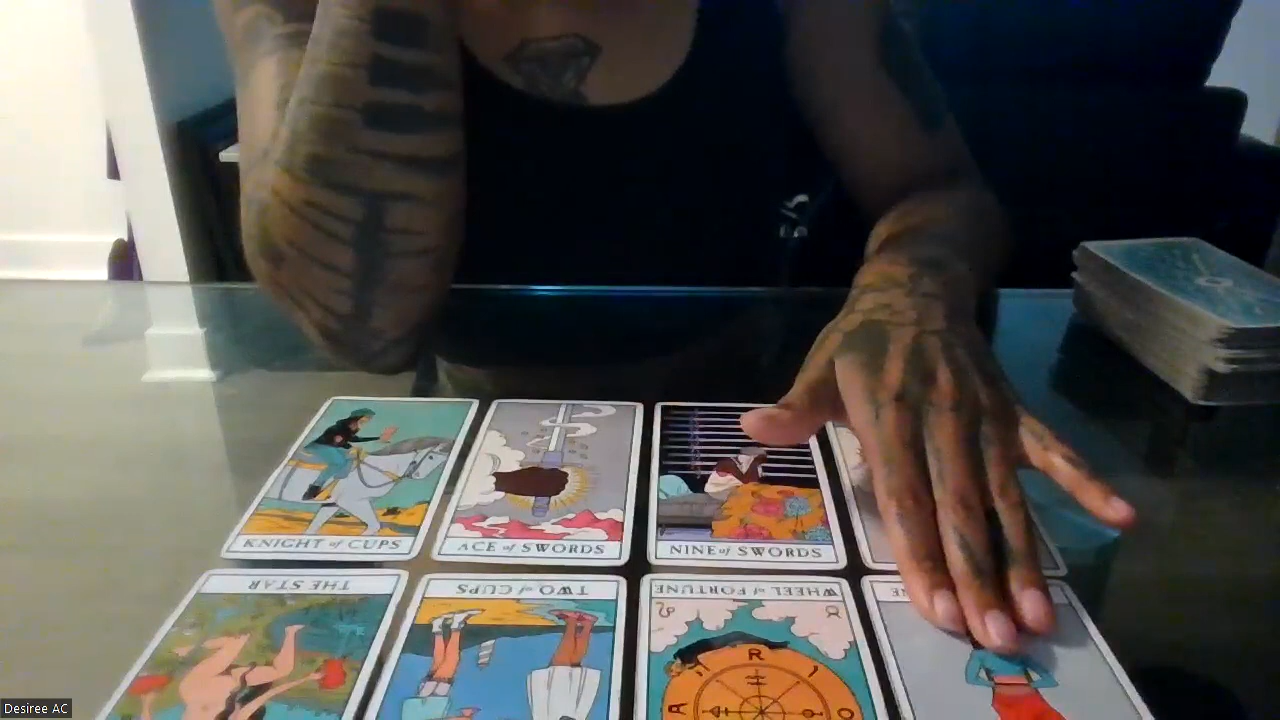 KNIGHT of CUPS
ACE of SWORDS
NINE of SWORDS
THE STAR
TWO of CUPS
WHEEL of FORTUNE
R
A
O
Desiree AC